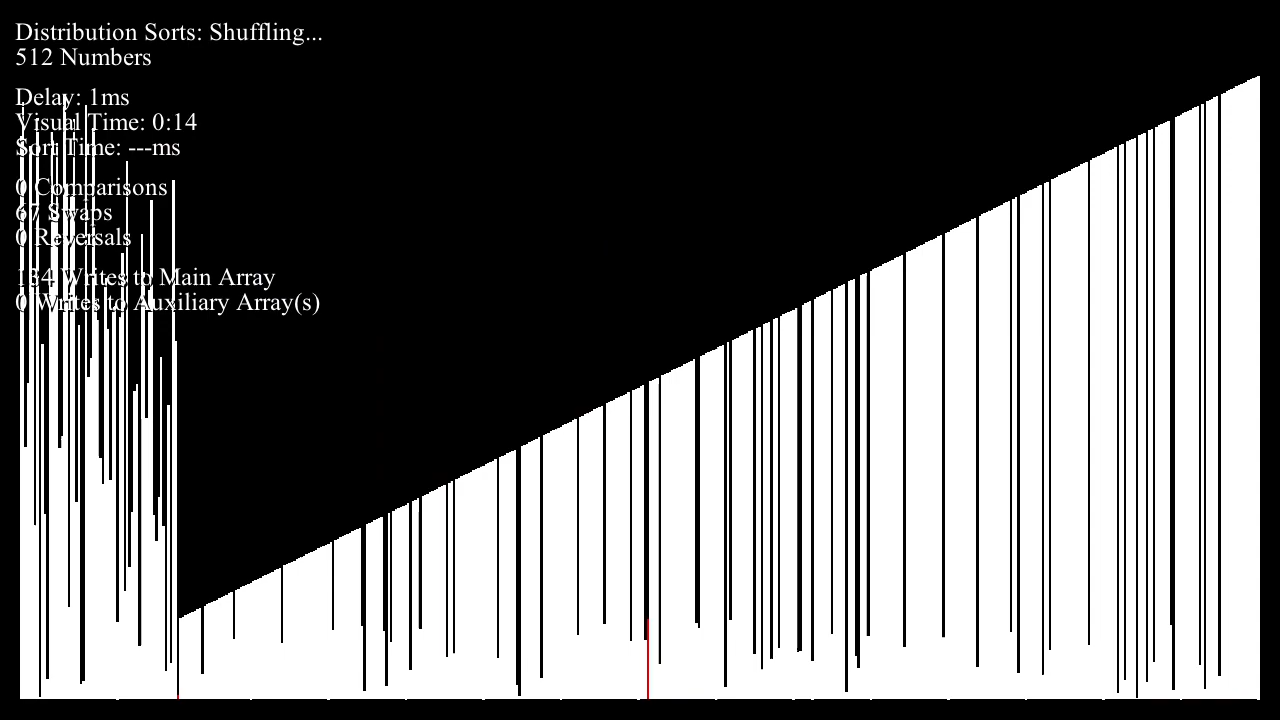 Distribution Sorts: Shuffling...
512 Numbers
Delay: 1ms
Visual Time: 0:14
Sort Time: ---ms
0 Comparisons
67 Swaps
0 Reversals
134 Writes to Main Array
0 Writes to Auxiliary Array(s)